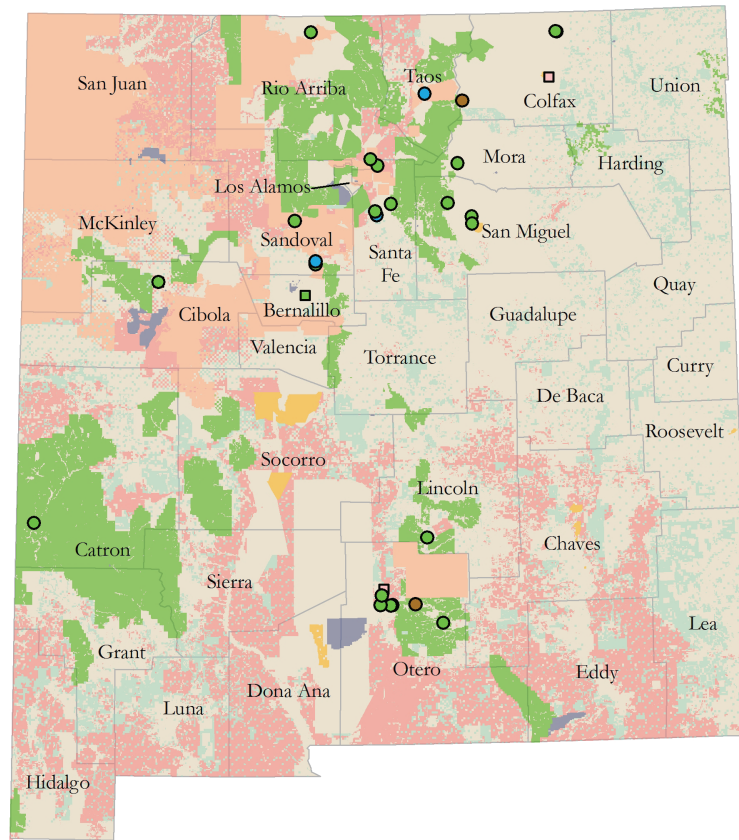 San Juan
Rio Arriba
Taos
Colfax
Union
Mora
Harding
Los Alamos
McKinley
Sandoval
San Miguel
Santa
Fe
Quay
Cibola
Bernalillo
Guadalupe
Valencia
Torrance
Curry
De Baca
Roosevelt
Socorro
Lincoln
Catron
Chaves
Sierra
Lea
Grant
Otero
Eddy
Dona Ana
Luna
Hidalgo